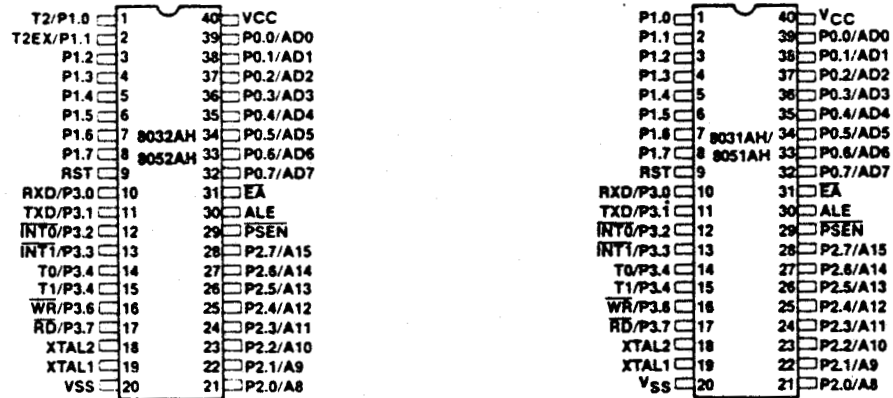 T2/P1.0 1 40 VCC
T2EX/P1.1 2 39 P0.0/AD0
P1.2 3 38 P0.1/AD1
P1.3 4 37 P0.2/AD2
P1.4 5 36 P0.3/AD3
P1.5 6 35 P0.4/AD4
P1.6 7 8032AH 34 P0.5/AD5
P1.7 8 8052AH 33 P0.6/AD6
RST 9 32 P0.7/AD7
RXD/P3.0 10 31 EA
TXD/P3.1 11 30 ALE
INT0/P3.2 12 29 PSEN
INT1/P3.3 13 28 P2.7/A15
T0/P3.4 14 27 P2.6/A14
T1/P3.4 15 26 P2.5/A13
WR/P3.6 16 25 P2.4/A12
RD/P3.7 17 24 P2.3/A11
XTAL2 18 23 P2.2/A10
XTAL1 19 22 P2.1/A9
VSS 20 21 P2.0/A8
P1.0 1 40 VCC
P1.1 2 39 P0.0/AD0
P1.2 3 38 P0.1/AD1
P1.3 4 37 P0.2/AD2
P1.4 5 36 P0.3/AD3
P1.5 6 35 P0.4/AD4
P1.6 7 8031AH/ 34 P0.5/AD5
P1.7 8 8051AH 33 P0.6/AD6
RST 9 32 P0.7/AD7
RXD/P3.0 10 31 EA
TXD/P3.1 11 30 ALE
INT0/P3.2 12 29 PSEN
INT1/P3.3 13 28 P2.7/A15
T0/P3.4 14 27 P2.6/A14
T1/P3.4 15 26 P2.5/A13
WR/P3.6 16 25 P2.4/A12
RD/P3.7 17 24 P2.3/A11
XTAL2 18 23 P2.2/A10
XTAL1 19 22 P2.1/A9
VSS 20 21 P2.0/A8